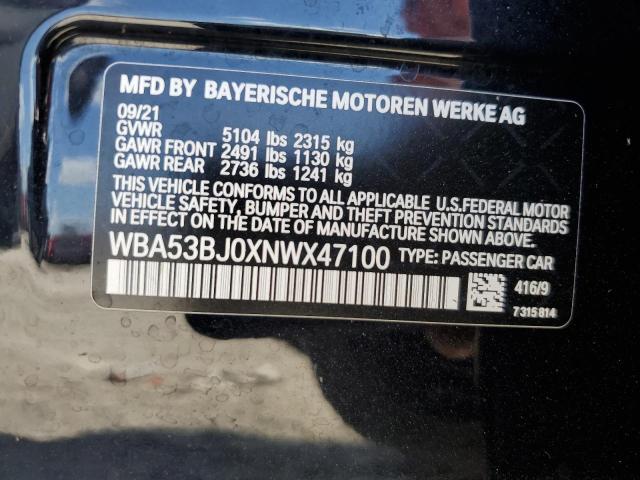 MFD BY BAYERISCHE MOTOREN WERKE AG
09/21
GVWR 5104 lbs 2315 kg
GAWR FRONT 2491 lbs 1130 kg
GAWR REAR 2736 lbs 1241 kg
THIS VEHICLE CONFORMS TO ALL APPLICABLE U.S.FEDERAL MOTOR
VEHICLE SAFETY, BUMPER, AND THEFT PREVENTION STANDARDS
IN EFFECT ON THE DATE OF MANUFACTURE SHOWN ABOVE.
WBA53BJ0XNWX47100 TYPE: PASSENGER CAR
416/9
7315814